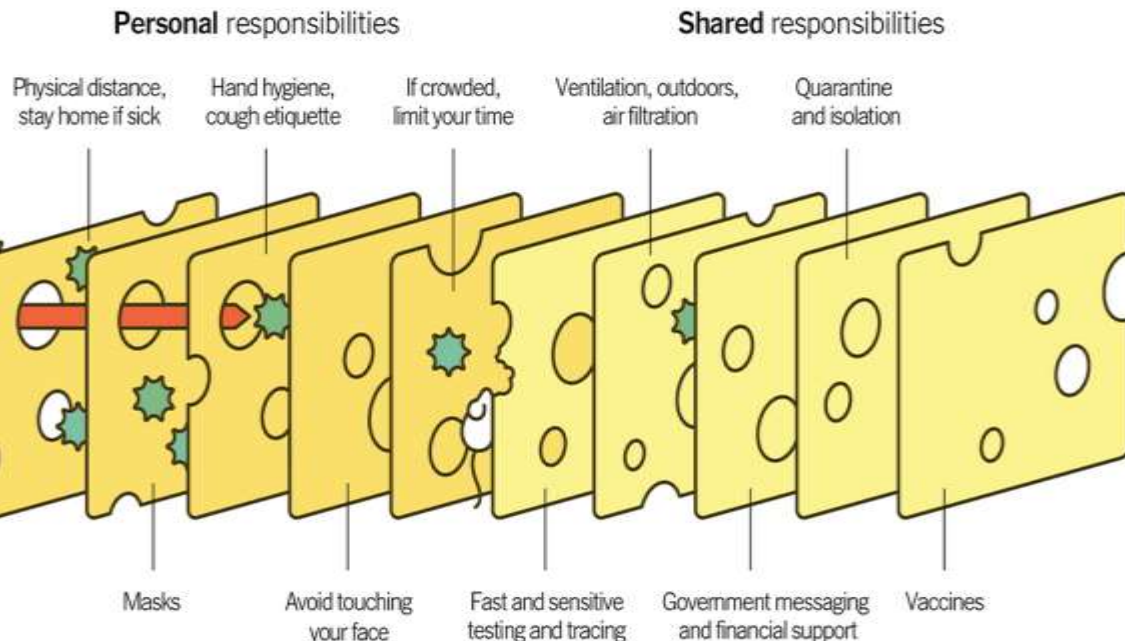 Personal responsibilities
Shared responsibilities
Physical distance,
stay home if sick
Hand hygiene,
cough etiquette
If crowded,
limit your time
Ventilation, outdoors,
air filtration
Quarantine
and isolation
Masks
Avoid touching
your face
Fast and sensitive
testing and tracing
Government messaging
and financial support
Vaccines